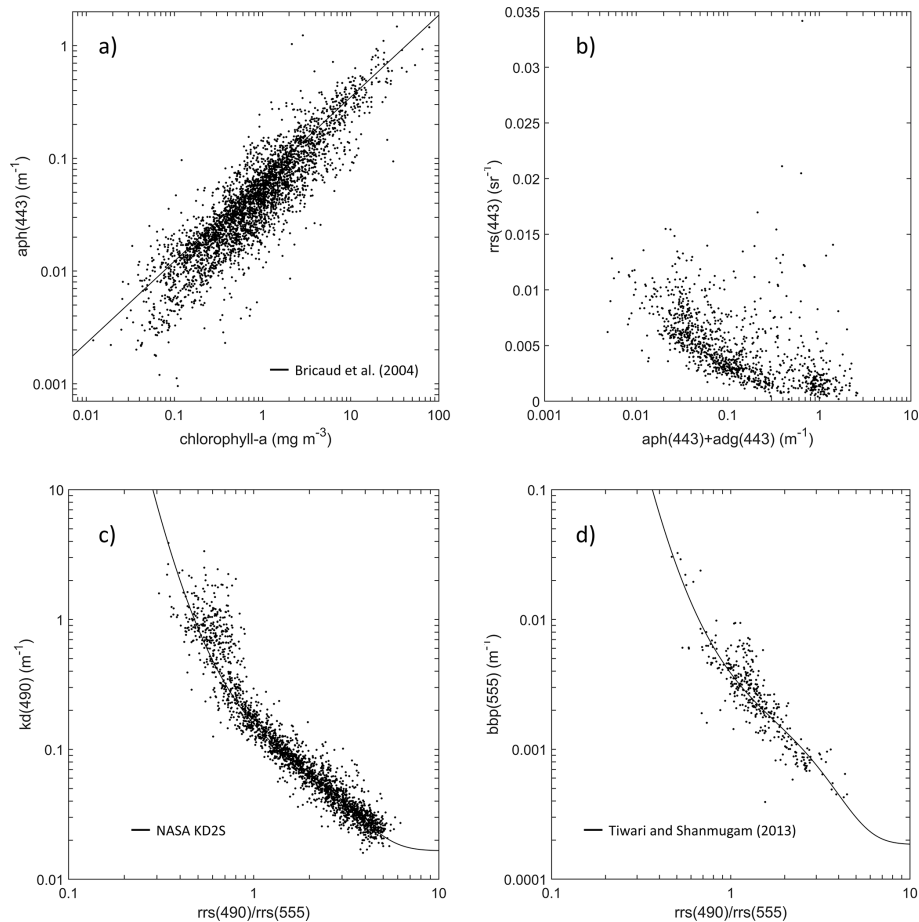 a)
1
0.1
0.01
0.001
aph(443) (m⁻¹)
0.01 0.1 1 10 100
chlorophyll-a (mg m⁻³)
Bricaud et al. (2004)
b)
0.035
0.03
0.025
0.02
0.015
0.01
0.005
0
rrs(443) (sr⁻¹)
0.001 0.01 0.1 1 10
aph(443)+adg(443) (m⁻¹)
c)
10
1
0.1
0.01
kd(490) (m⁻¹)
NASA KD2S
0.1 1 10
rrs(490)/rrs(555)
d)
0.1
0.01
0.001
0.0001
bbp(555) (m⁻¹)
Tiwari and Shanmugam (2013)
0.1 1 10
rrs(490)/rrs(555)